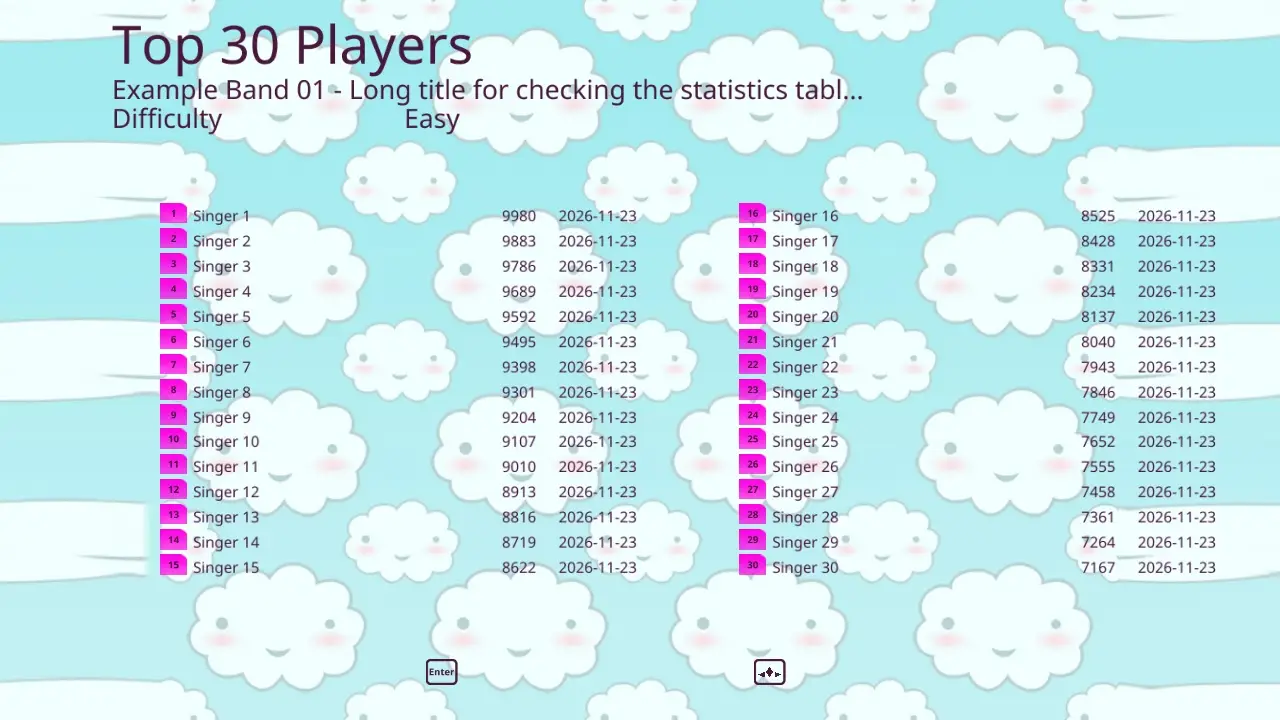 Top 30 Players
Example Band 01 - Long title for checking the statistics tabl...
Difficulty Easy
1 Singer 1 9980 2026-11-23
2 Singer 2 9883 2026-11-23
3 Singer 3 9786 2026-11-23
4 Singer 4 9689 2026-11-23
5 Singer 5 9592 2026-11-23
6 Singer 6 9495 2026-11-23
7 Singer 7 9398 2026-11-23
8 Singer 8 9301 2026-11-23
9 Singer 9 9204 2026-11-23
10 Singer 10 9107 2026-11-23
11 Singer 11 9010 2026-11-23
12 Singer 12 8913 2026-11-23
13 Singer 13 8816 2026-11-23
14 Singer 14 8719 2026-11-23
15 Singer 15 8622 2026-11-23
16 Singer 16 8525 2026-11-23
17 Singer 17 8428 2026-11-23
18 Singer 18 8331 2026-11-23
19 Singer 19 8234 2026-11-23
20 Singer 20 8137 2026-11-23
21 Singer 21 8040 2026-11-23
22 Singer 22 7943 2026-11-23
23 Singer 23 7846 2026-11-23
24 Singer 24 7749 2026-11-23
25 Singer 25 7652 2026-11-23
26 Singer 26 7555 2026-11-23
27 Singer 27 7458 2026-11-23
28 Singer 28 7361 2026-11-23
29 Singer 29 7264 2026-11-23
30 Singer 30 7167 2026-11-23
Enter